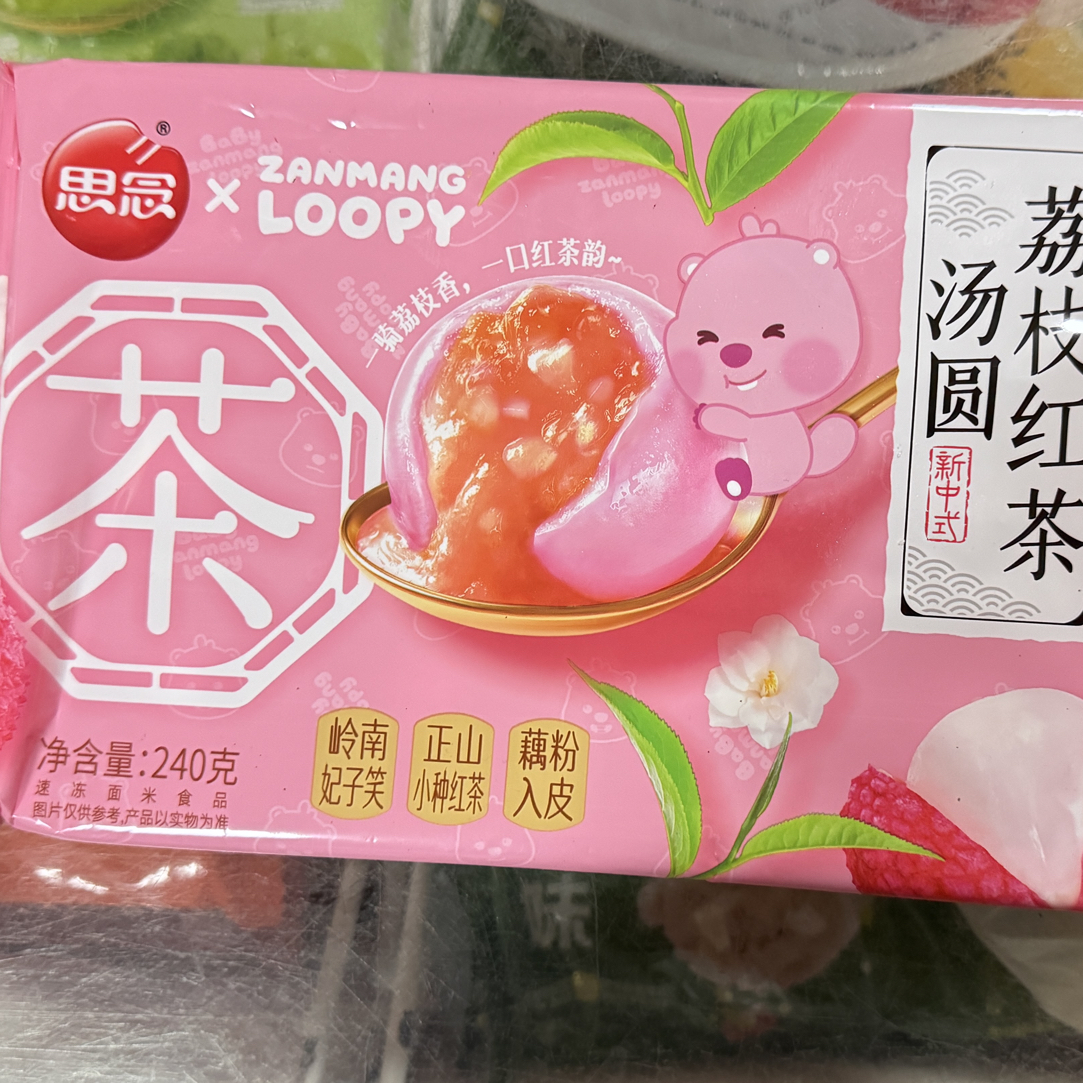 思念®
×
ZANMANG
LOOPY
一骑荔枝香,
一口红茶韵~
茶
荔枝红茶
汤圆
新中式
岭南
妃子笑
正山
小种红茶
藕粉
入皮
净含量:240克
速冻面米食品
图片仅供参考,产品以实物为准
味